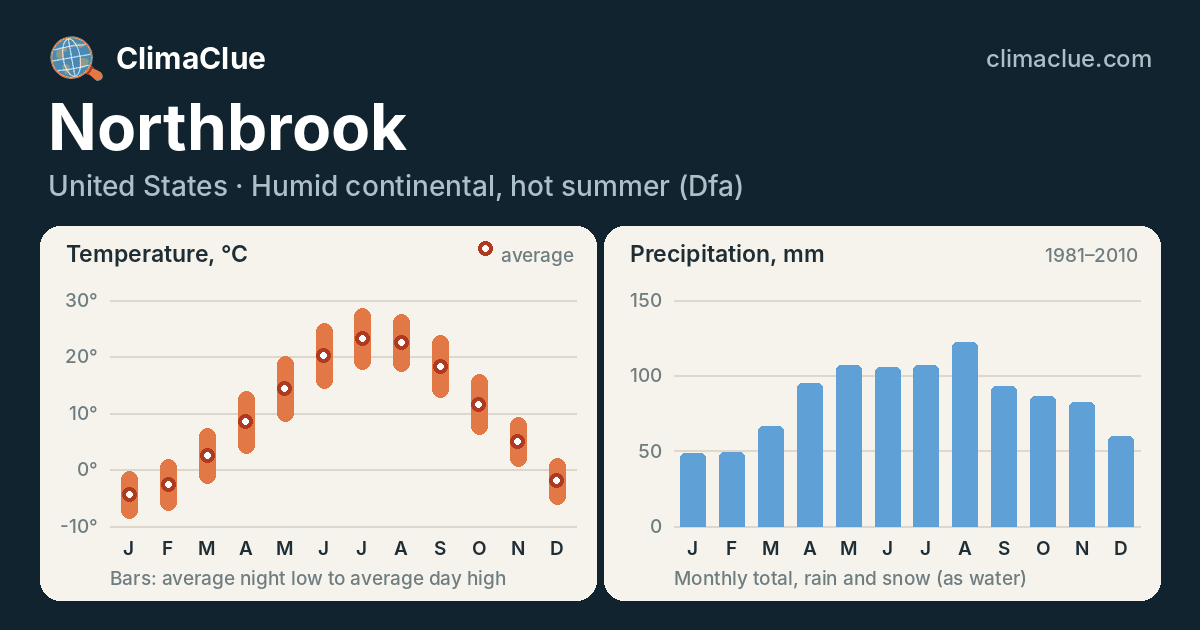 ClimaClue
climaclue.com
Northbrook
United States · Humid continental, hot summer (Dfa)
Temperature, °C
average
30°
20°
10°
0°
-10°
J F M A M J J A S O N D
Bars: average night low to average day high
Precipitation, mm
1981–2010
150
100
50
0
J F M A M J J A S O N D
Monthly total, rain and snow (as water)